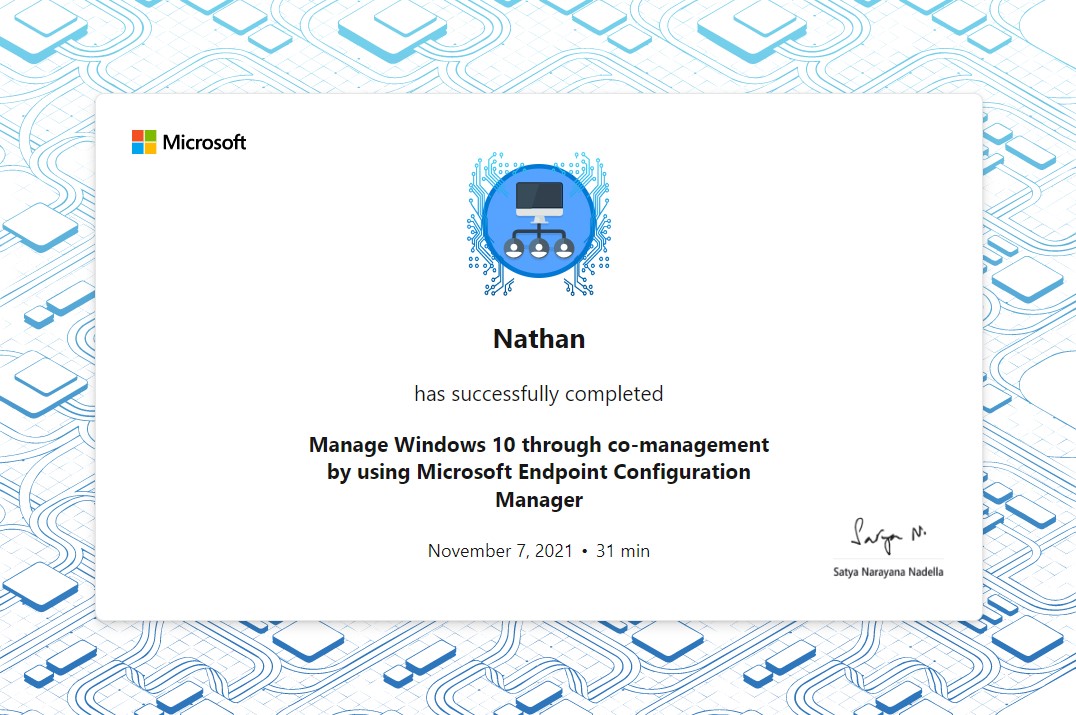 Microsoft
Nathan
has successfully completed
Manage Windows 10 through co-management
by using Microsoft Endpoint Configuration
Manager
November 7, 2021 • 31 min
Satya N.
Satya Narayana Nadella